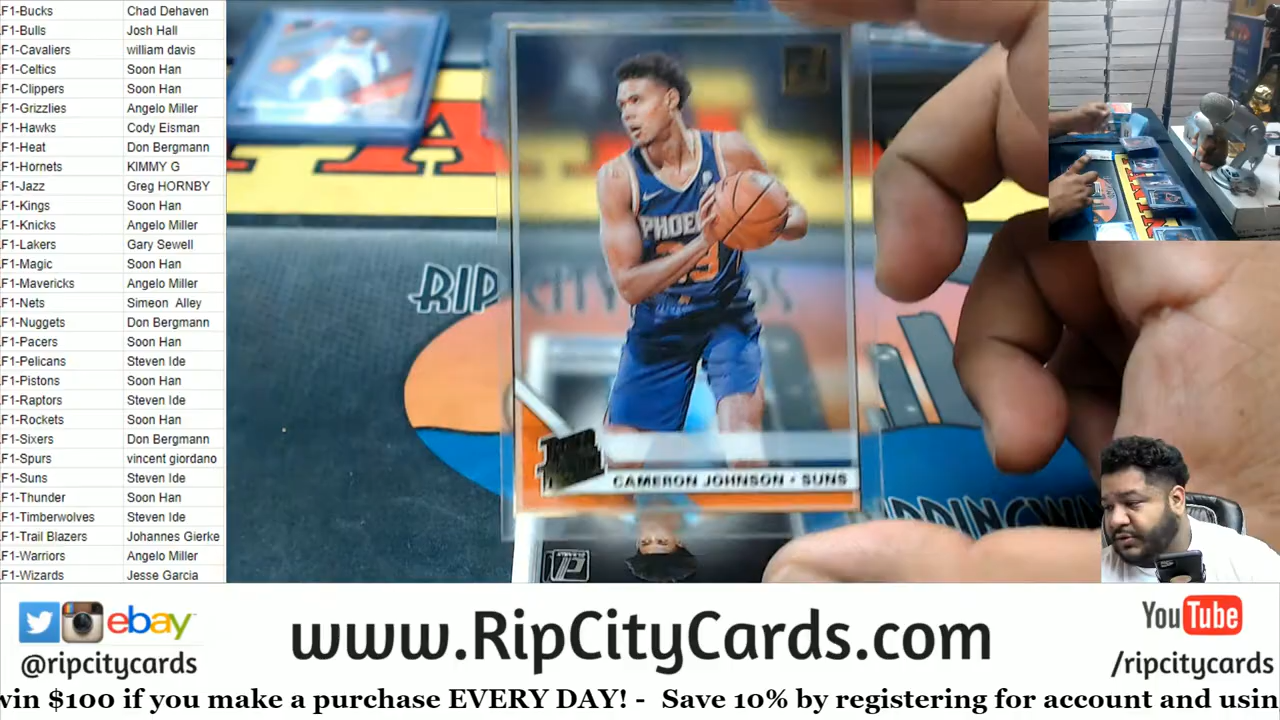 F1-Bucks Chad Dehaven
F1-Bulls Josh Hall
F1-Cavaliers william davis
F1-Celtics Soon Han
F1-Clippers Soon Han
F1-Grizzlies Angelo Miller
F1-Hawks Cody Eisman
F1-Heat Don Bergmann
F1-Hornets KIMMY G
F1-Jazz Greg HORNBY
F1-Kings Soon Han
F1-Knicks Angelo Miller
F1-Lakers Gary Sewell
F1-Magic Soon Han
F1-Mavericks Angelo Miller
F1-Nets Simeon Alley
F1-Nuggets Don Bergmann
F1-Pacers Soon Han
F1-Pelicans Steven Ide
F1-Pistons Soon Han
F1-Raptors Steven Ide
F1-Rockets Soon Han
F1-Sixers Don Bergmann
F1-Spurs vincent giordano
F1-Suns Steven Ide
F1-Thunder Soon Han
F1-Timberwolves Steven Ide
F1-Trail Blazers Johannes Gierke
F1-Warriors Angelo Miller
F1-Wizards Jesse Garcia
PHOE
RIP CITY
CAMERON JOHNSON • SUNS
ebay
@ripcitycards
www.RipCityCards.com
YouTube
/ripcitycards
win $100 if you make a purchase EVERY DAY! - Save 10% by registering for account and usin